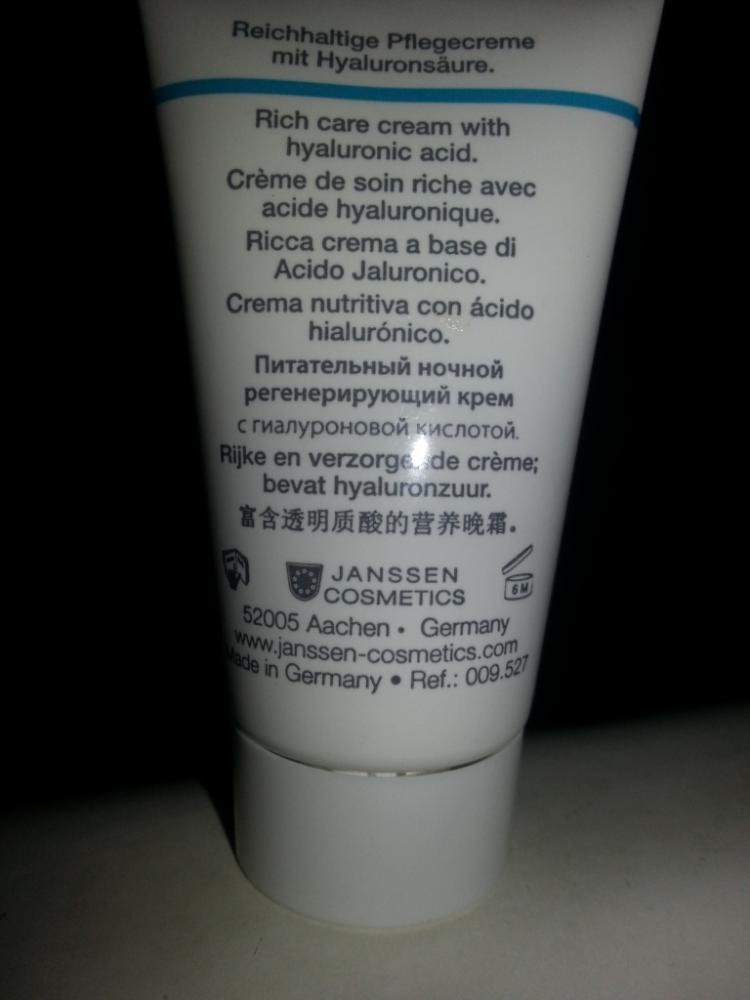 Reichhaltige Pflegecreme
mit Hyaluronsäure.
Rich care cream with
hyaluronic acid.
Crème de soin riche avec
acide hyaluronique.
Ricca crema a base di
Acido Jaluronico.
Crema nutritiva con ácido
hialurónico.
Питательный ночной
регенерирующий крем
с гиалуроновой кислотой.
Rijke en verzorgende crème;
bevat hyaluronzuur.
富含透明质酸的营养晚霜。
JANSSEN
COSMETICS
6 M
52005 Aachen • Germany
www.janssen-cosmetics.com
Made in Germany • Ref.: 009.527